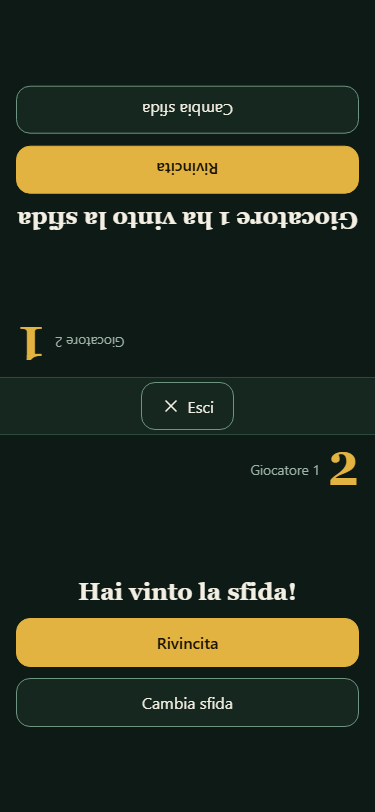 Cambia sfida
Rivincita
Giocatore 1 ha vinto la sfida
1 Giocatore 2
Esci
Giocatore 1 2
Hai vinto la sfida!
Rivincita
Cambia sfida